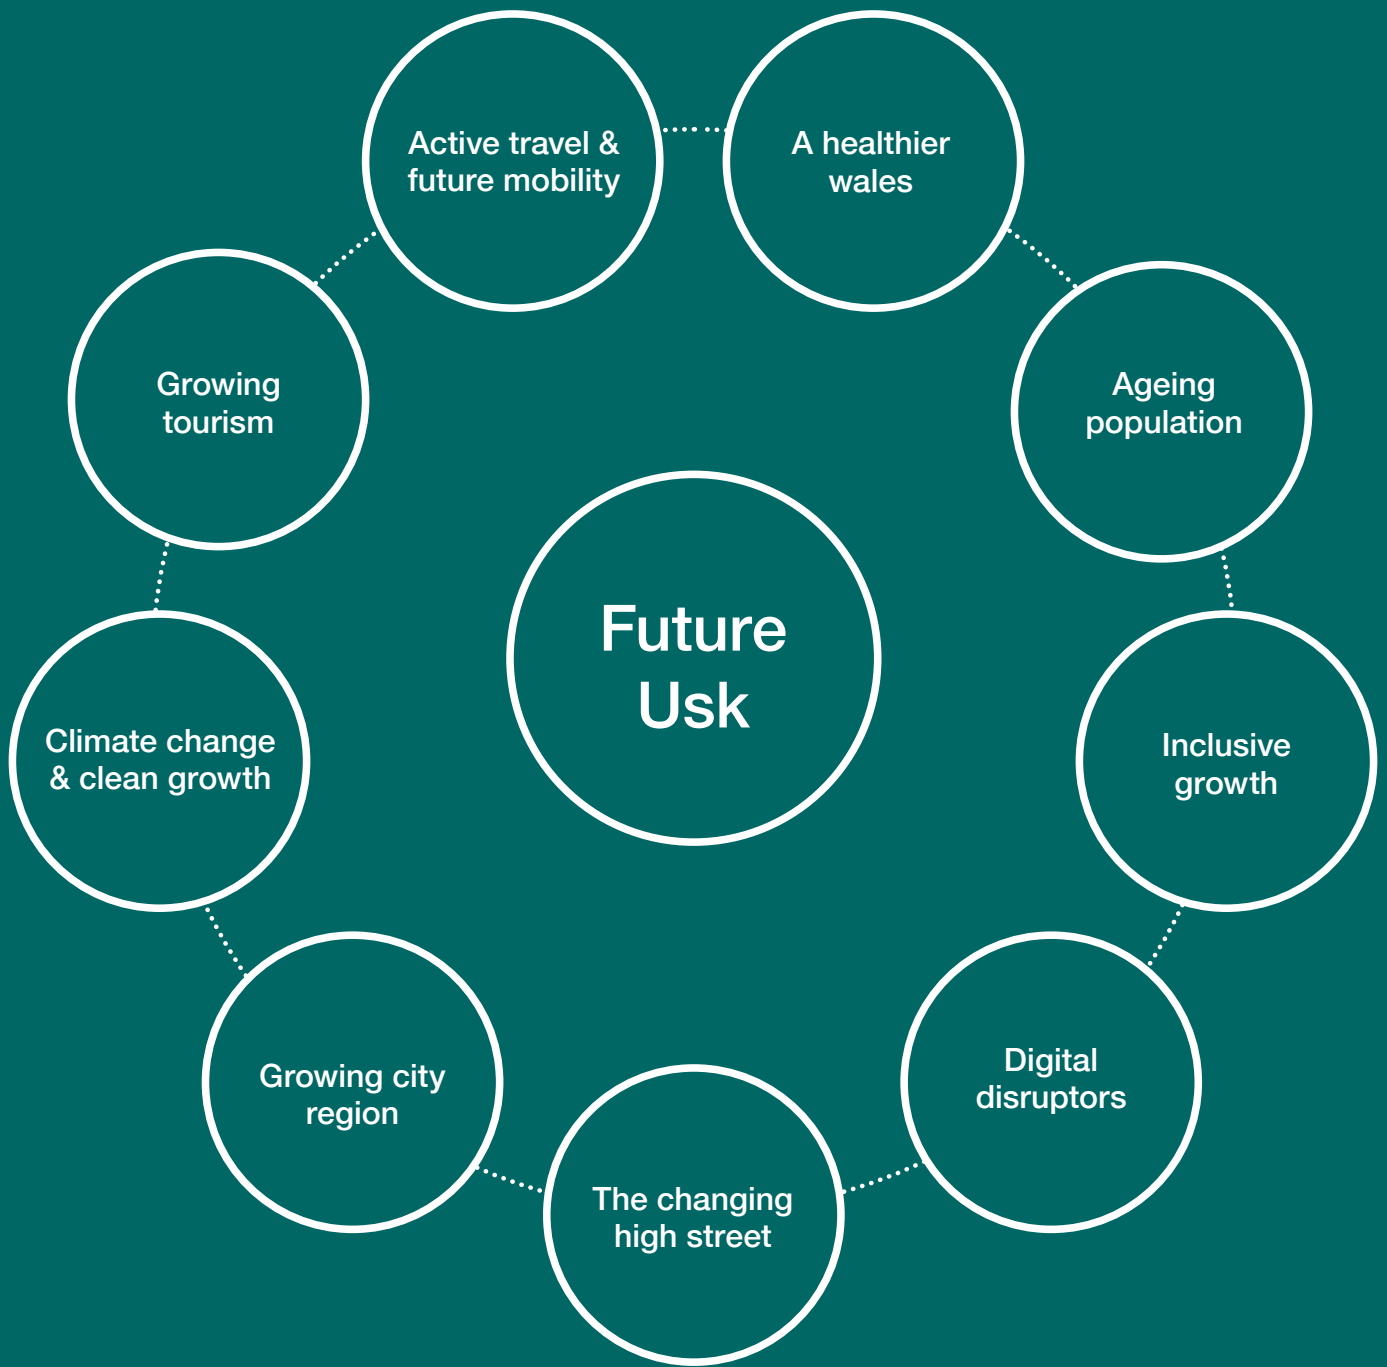 Active travel &
future mobility
A healthier
wales
Growing
tourism
Ageing
population
Future
Usk
Climate change
& clean growth
Inclusive
growth
Growing city
region
Digital
disruptors
The changing
high street